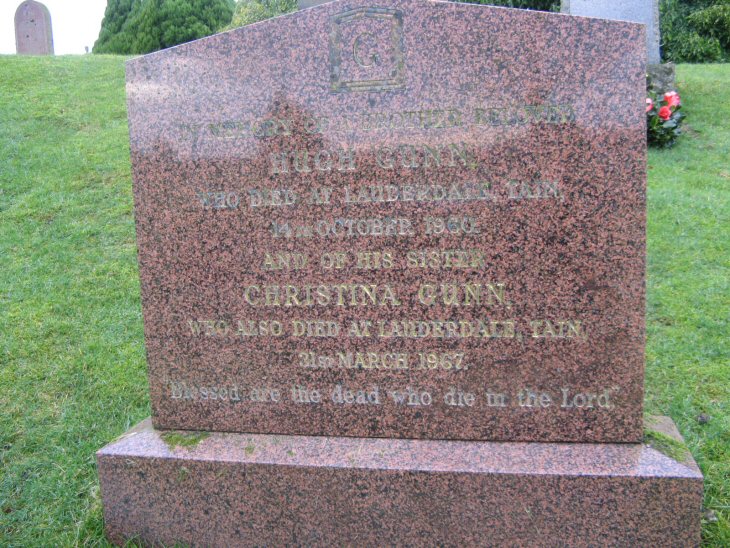 G
IN MEMORY OF A BROTHER BELOVED
HUGH GUNN,
WHO DIED AT LAUDERDALE, TAIN,
14TH OCTOBER 1960.
AND OF HIS SISTER
CHRISTINA GUNN,
WHO ALSO DIED AT LAUDERDALE, TAIN,
31ST MARCH 1967.
"Blessed are the dead who die in the Lord."